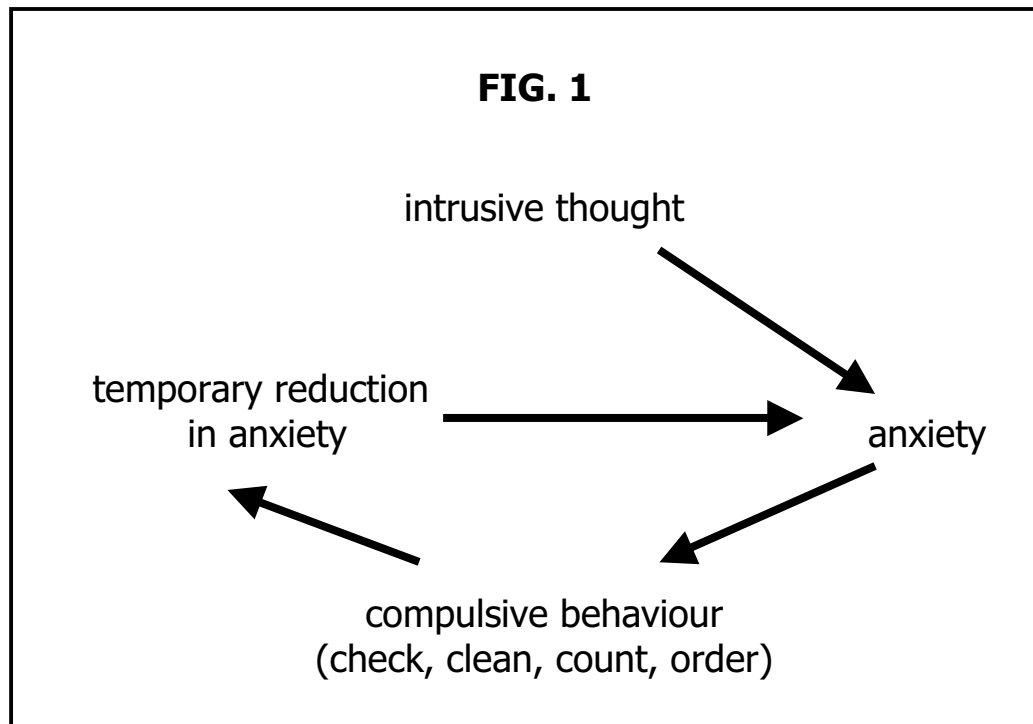 FIG. 1
intrusive thought
temporary reduction
in anxiety
anxiety
compulsive behaviour
(check, clean, count, order)